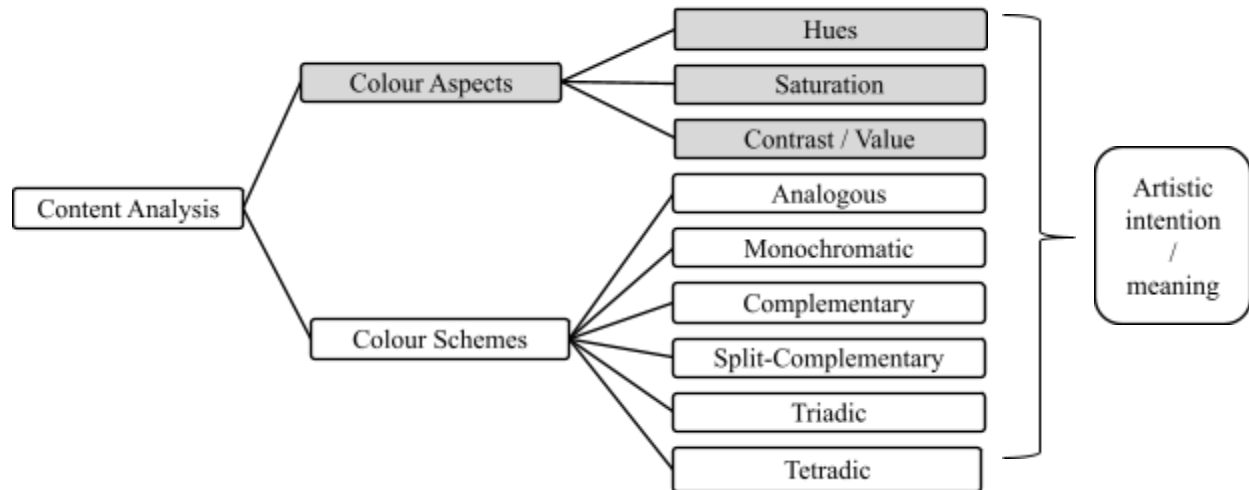 Hues
Colour Aspects
Saturation
Contrast / Value
Content Analysis
Analogous
Monochromatic
Complementary
Colour Schemes
Split-Complementary
Triadic
Tetradic
Artistic
intention
/
meaning